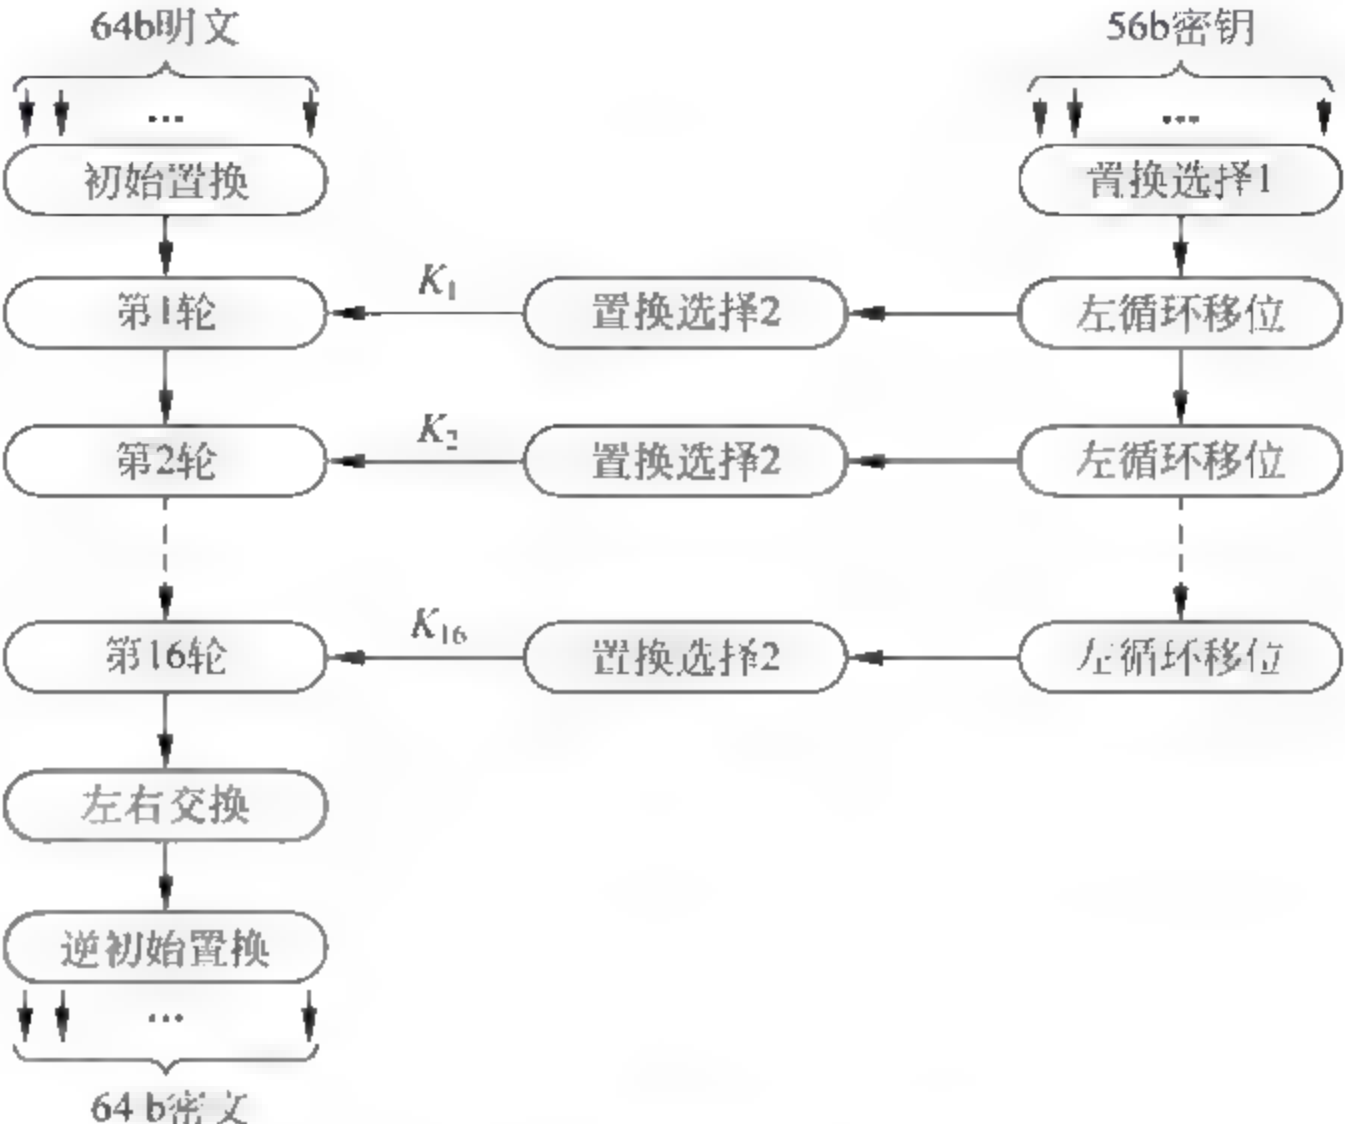 64b明文
56b密钥
...
...
初始置换
置换选择1
K₁
第1轮
置换选择2
左循环移位
K₂
第2轮
置换选择2
左循环移位
K₁₆
第16轮
置换选择2
左循环移位
左右交换
逆初始置换
...
64 b密文